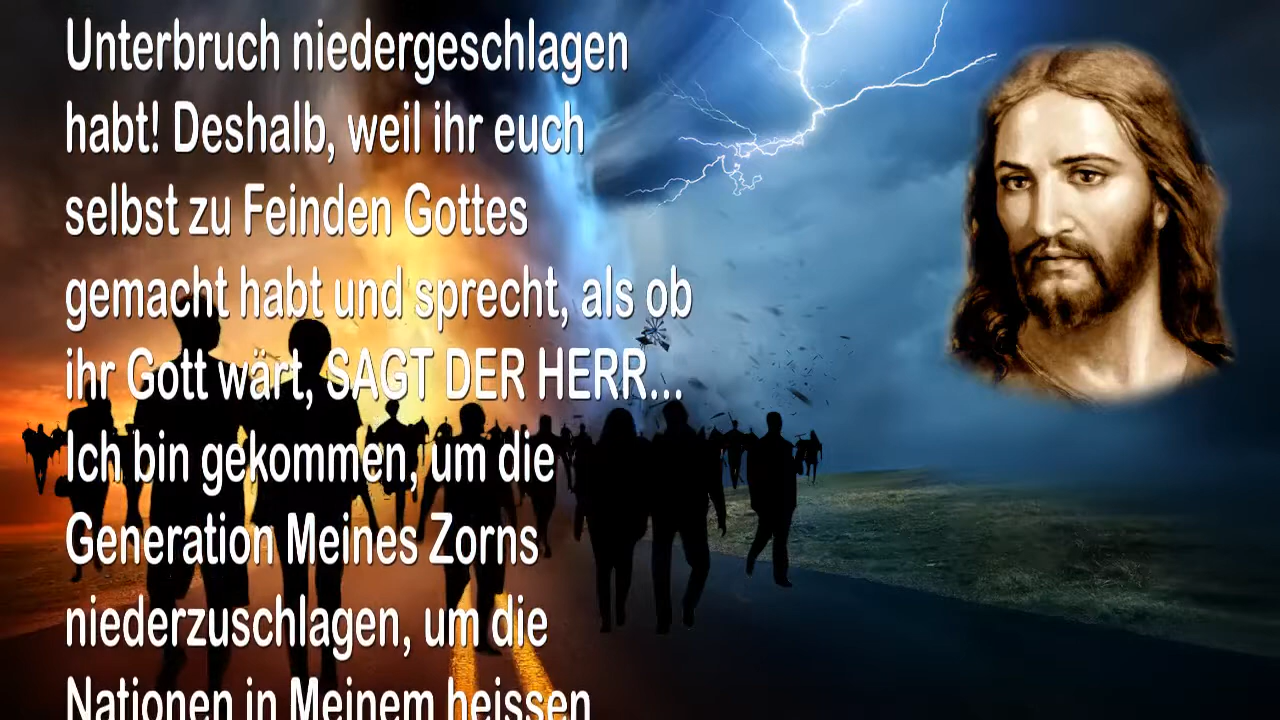 Unterbruch niedergeschlagen
habt! Deshalb, weil ihr euch
selbst zu Feinden Gottes
gemacht habt und sprecht, als ob
ihr Gott wärt, SAGT DER HERR...
Ich bin gekommen, um die
Generation Meines Zorns
niederzuschlagen, um die
Nationen in Meinem heissen